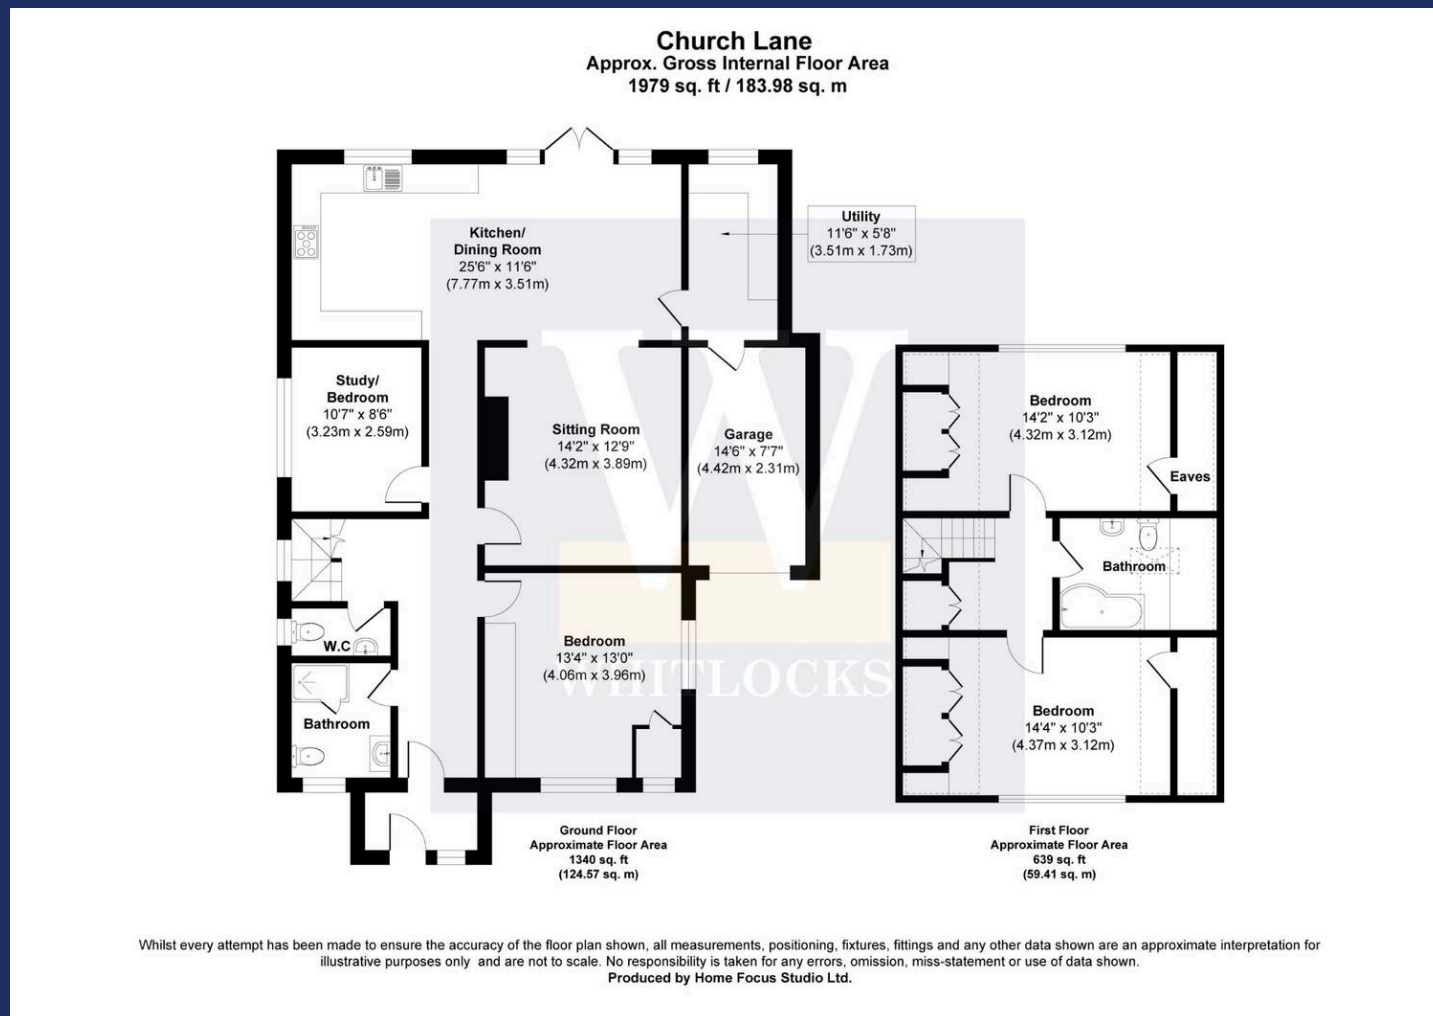 Church Lane
Approx. Gross Internal Floor Area
1979 sq. ft / 183.98 sq. m
Kitchen/
Dining Room
25'6" x 11'6"
(7.77m x 3.51m)
Utility
11'6" x 5'8"
(3.51m x 1.73m)
Study/
Bedroom
10'7" x 8'6"
(3.23m x 2.59m)
Sitting Room
14'2" x 12'9"
(4.32m x 3.89m)
Garage
14'6" x 7'7"
(4.42m x 2.31m)
W.C
Bathroom
Bedroom
13'4" x 13'0"
(4.06m x 3.96m)
W
WHITLOCKS
Bedroom
14'2" x 10'3"
(4.32m x 3.12m)
Eaves
Bathroom
Bedroom
14'4" x 10'3"
(4.37m x 3.12m)
Ground Floor
Approximate Floor Area
1340 sq. ft
(124.57 sq. m)
First Floor
Approximate Floor Area
639 sq. ft
(59.41 sq. m)
Whilst every attempt has been made to ensure the accuracy of the floor plan shown, all measurements, positioning, fixtures, fittings and any other data shown are an approximate interpretation for
illustrative purposes only and are not to scale. No responsibility is taken for any errors, omission, miss-statement or use of data shown.
Produced by Home Focus Studio Ltd.